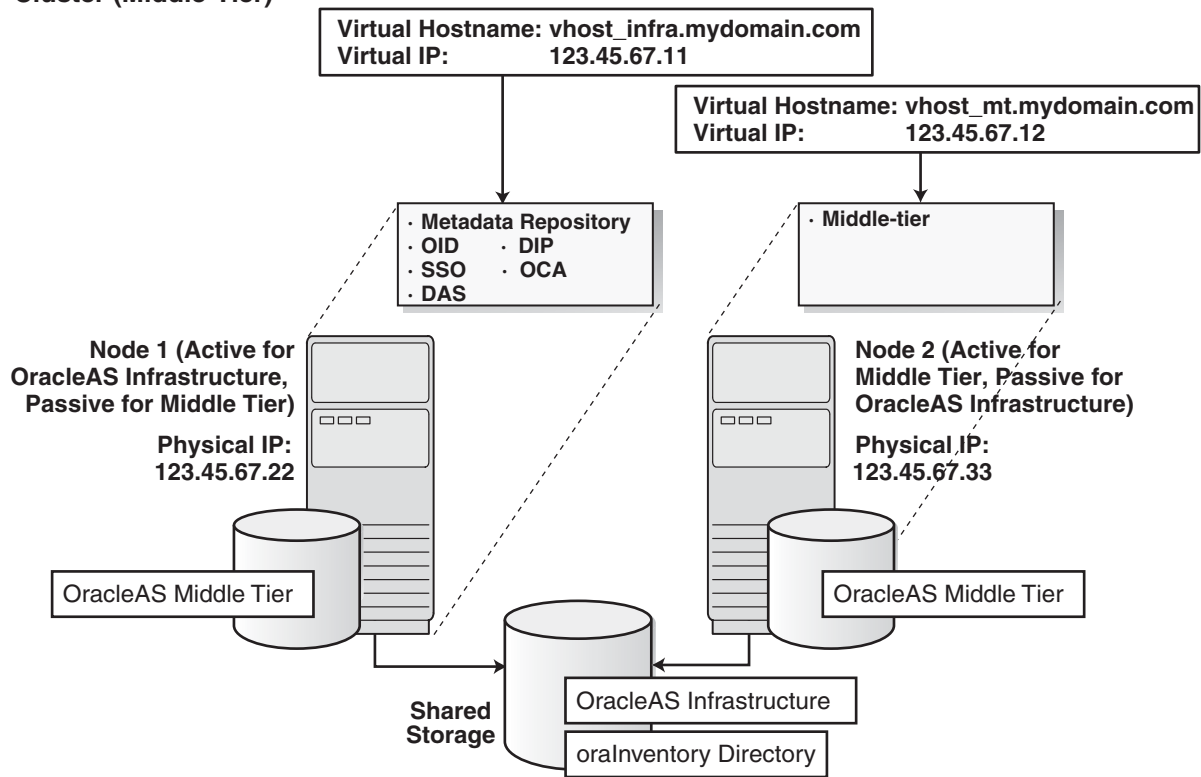 Cluster (Middle Tier)
Virtual Hostname: vhost_infra.mydomain.com
Virtual IP: 123.45.67.11
Virtual Hostname: vhost_mt.mydomain.com
Virtual IP: 123.45.67.12
· Metadata Repository
· OID · DIP
· SSO · OCA
· DAS
· Middle-tier
Node 1 (Active for
OracleAS Infrastructure,
Passive for Middle Tier)
Physical IP:
123.45.67.22
Node 2 (Active for
Middle Tier, Passive for
OracleAS Infrastructure)
Physical IP:
123.45.67.33
OracleAS Middle Tier
OracleAS Middle Tier
Shared
Storage
OracleAS Infrastructure
oraInventory Directory